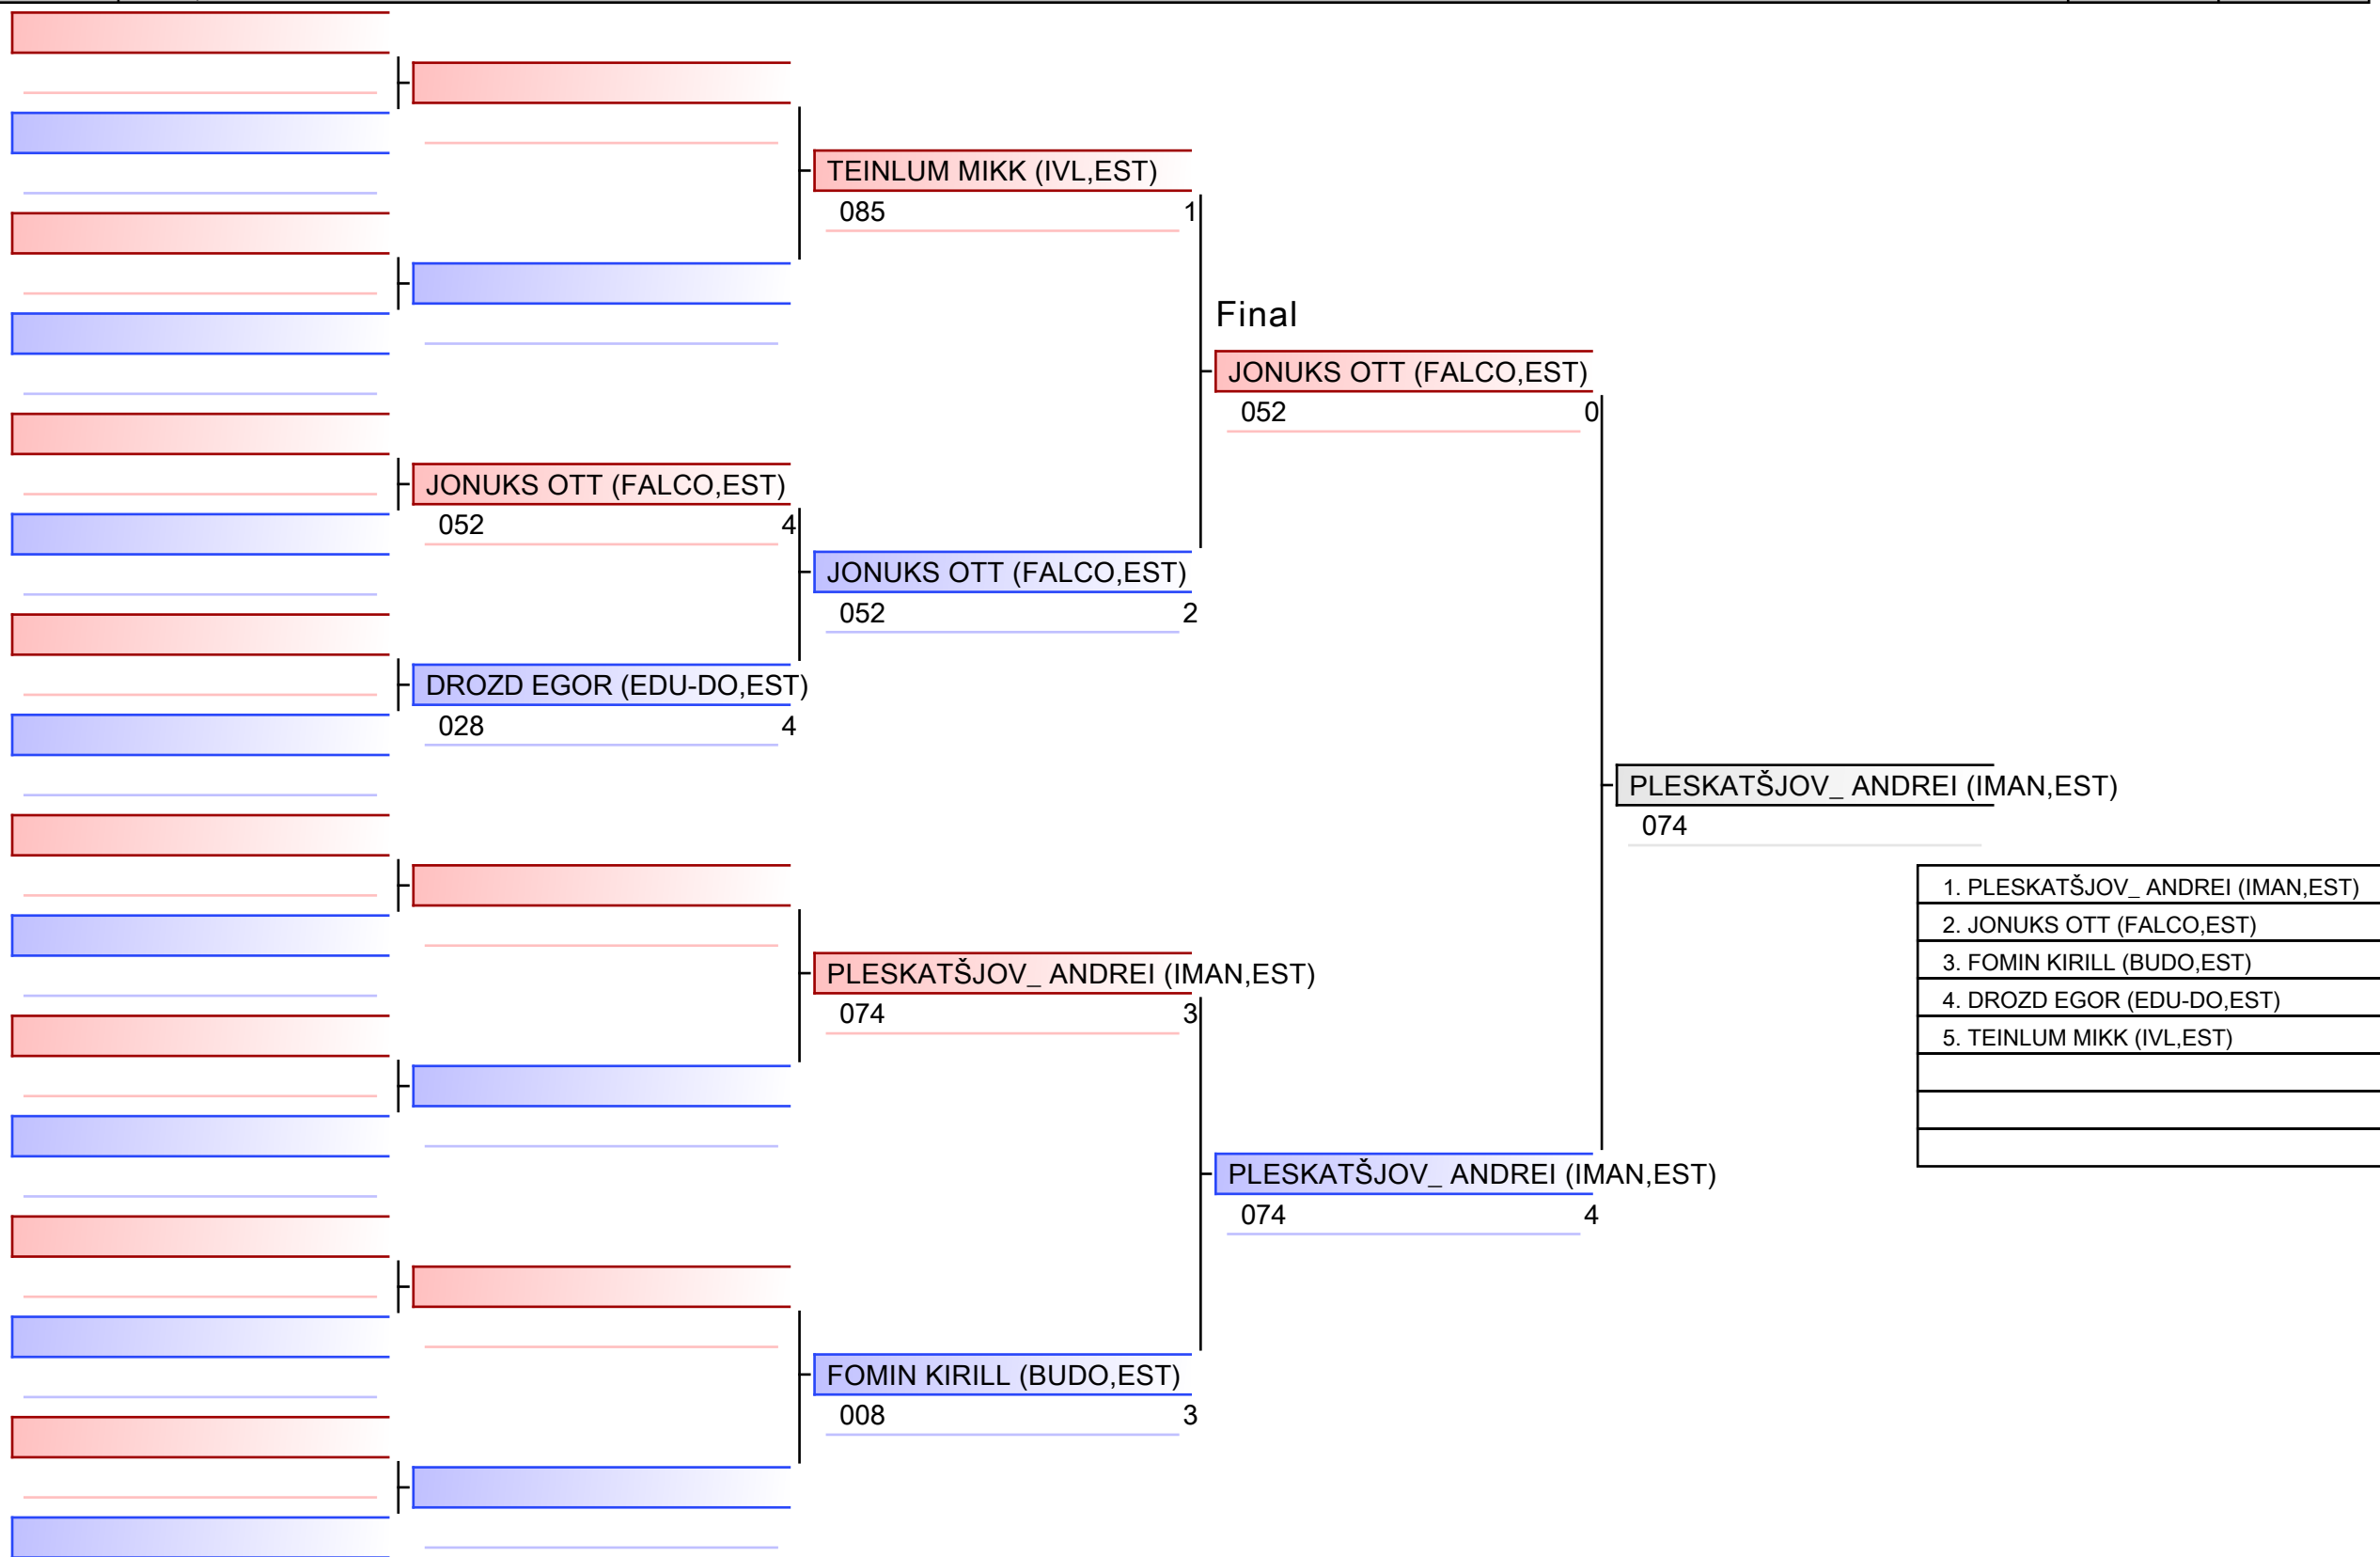 TEINLUM MIKK (IVL,EST)
085 1
Final
JONUKS OTT (FALCO,EST)
052 0
JONUKS OTT (FALCO,EST)
052 4
JONUKS OTT (FALCO,EST)
052 2
DROZD EGOR (EDU-DO,EST)
028 4
PLESKATŠJOV_ ANDREI (IMAN,EST)
074
1. PLESKATŠJOV_ ANDREI (IMAN,EST)
2. JONUKS OTT (FALCO,EST)
3. FOMIN KIRILL (BUDO,EST)
4. DROZD EGOR (EDU-DO,EST)
5. TEINLUM MIKK (IVL,EST)
PLESKATŠJOV_ ANDREI (IMAN,EST)
074 3
PLESKATŠJOV_ ANDREI (IMAN,EST)
074 4
FOMIN KIRILL (BUDO,EST)
008 3